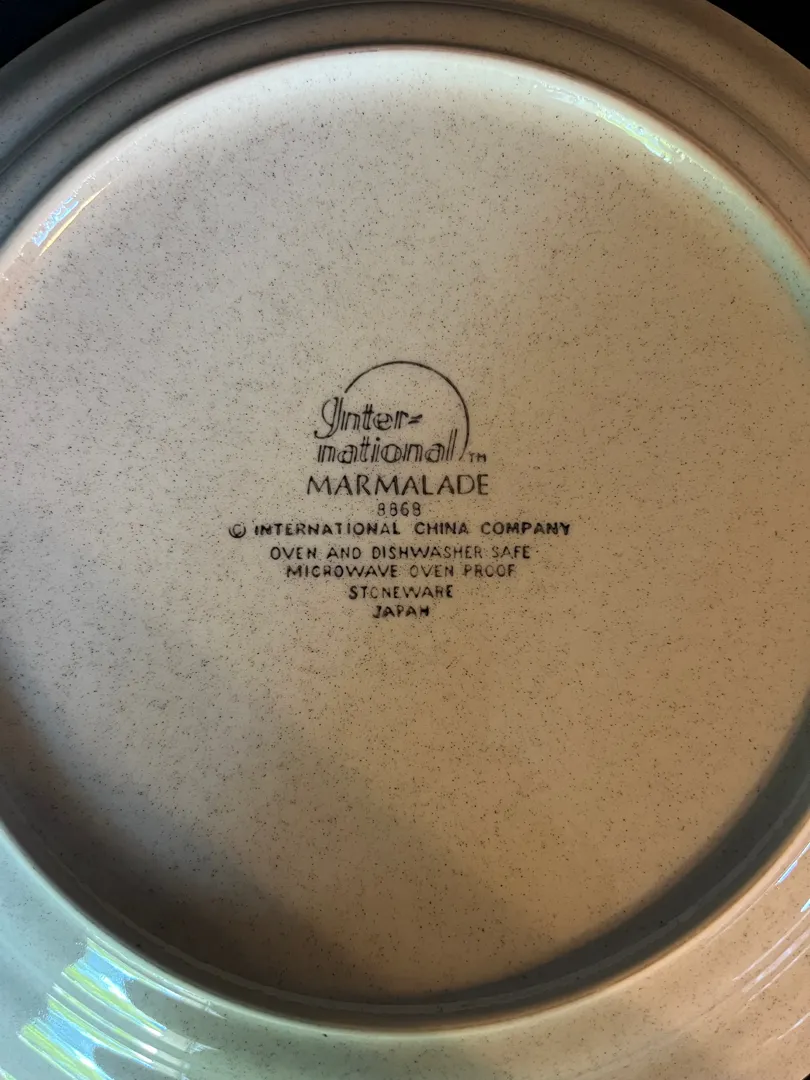 Inter-
national TM
MARMALADE
8868
© INTERNATIONAL CHINA COMPANY
OVEN AND DISHWASHER SAFE
MICROWAVE OVEN PROOF
STONEWARE
JAPAN